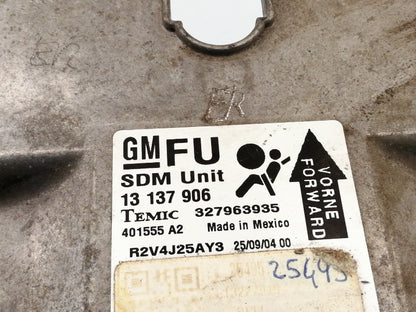 FR
GM FU
SDM Unit
13 137 906
TEMIC 327963935
401555 A2 Made in Mexico
R2V4J25AY3 25/09/04 00
VORNE
FORWARD